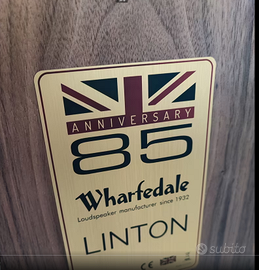 ANNIVERSARY
85
Wharfedale
Loudspeaker manufacturer since 1932
LINTON
subito